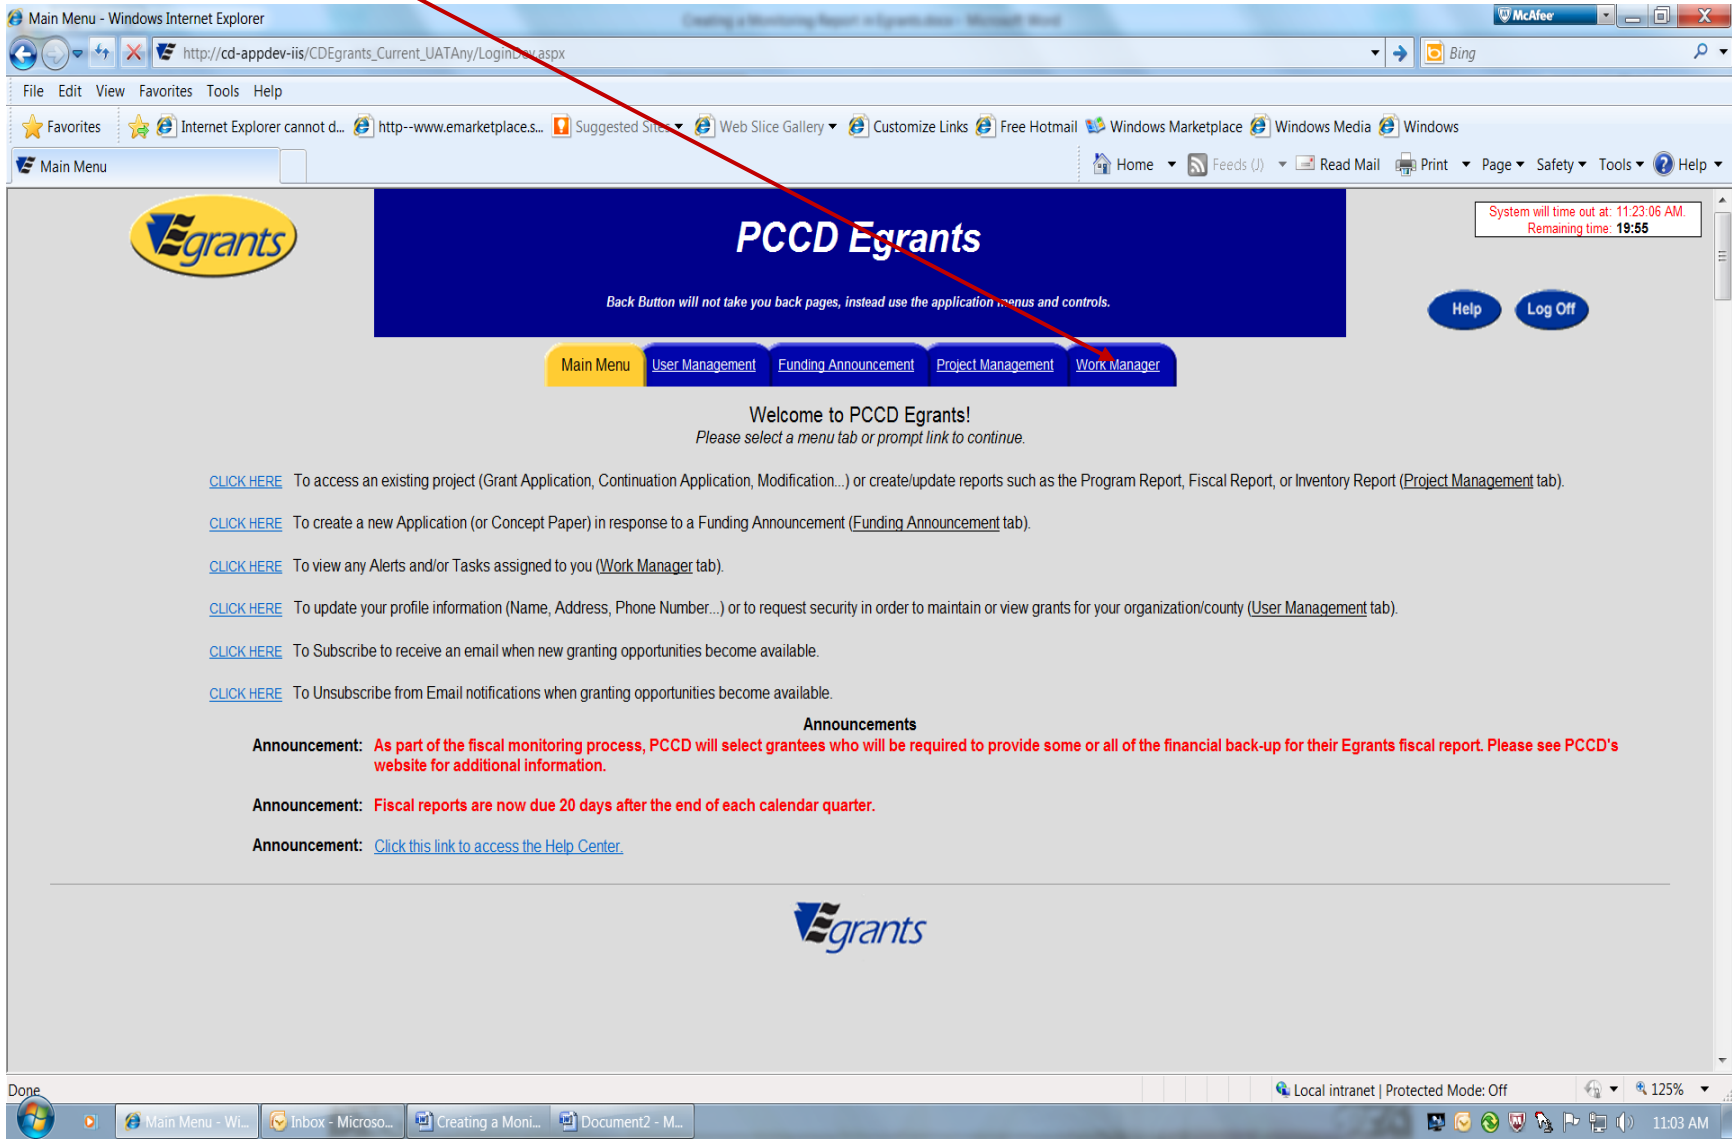 Main Menu - Windows Internet Explorer
Creating a Monitoring Report in Egrants.docx - Microsoft Word
McAfee
http://cd-appdev-iis/CDEgrants_Current_UATAny/LoginDev.aspx
Bing
File Edit View Favorites Tools Help
Favorites Internet Explorer cannot d... http--www.emarketplace.s... Suggested Sites Web Slice Gallery Customize Links Free Hotmail Windows Marketplace Windows Media Windows
Main Menu
Home Feeds (J) Read Mail Print Page Safety Tools Help
Egrants
PCCD Egrants
Back Button will not take you back pages, instead use the application menus and controls.
System will time out at: 11:23:06 AM.
Remaining time: 19:55
Help Log Off
Main Menu User Management Funding Announcement Project Management Work Manager
Welcome to PCCD Egrants!
Please select a menu tab or prompt link to continue.
CLICK HERE To access an existing project (Grant Application, Continuation Application, Modification...) or create/update reports such as the Program Report, Fiscal Report, or Inventory Report (Project Management tab).
CLICK HERE To create a new Application (or Concept Paper) in response to a Funding Announcement (Funding Announcement tab).
CLICK HERE To view any Alerts and/or Tasks assigned to you (Work Manager tab).
CLICK HERE To update your profile information (Name, Address, Phone Number...) or to request security in order to maintain or view grants for your organization/county (User Management tab).
CLICK HERE To Subscribe to receive an email when new granting opportunities become available.
CLICK HERE To Unsubscribe from Email notifications when granting opportunities become available.
Announcements
Announcement: As part of the fiscal monitoring process, PCCD will select grantees who will be required to provide some or all of the financial back-up for their Egrants fiscal report. Please see PCCD's
website for additional information.
Announcement: Fiscal reports are now due 20 days after the end of each calendar quarter.
Announcement: Click this link to access the Help Center.
Egrants
Done
Local intranet | Protected Mode: Off
125%
Main Menu - Wi... Inbox - Microso... Creating a Moni... Document2 - M...
11:03 AM